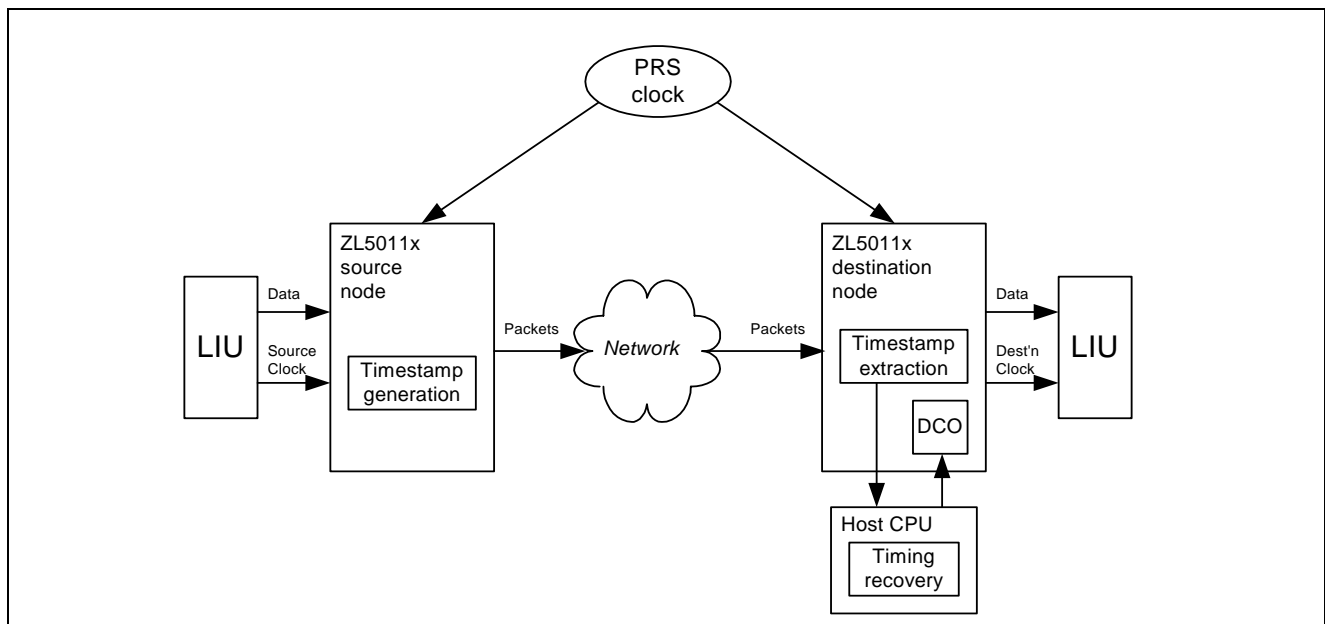 PRS
clock
ZL5011x
source
node
ZL5011x
destination
node
LIU
Data
Source
Clock
Timestamp
generation
Packets
Network
Packets
Timestamp
extraction
DCO
Data
Dest'n
Clock
LIU
Host CPU
Timing
recovery